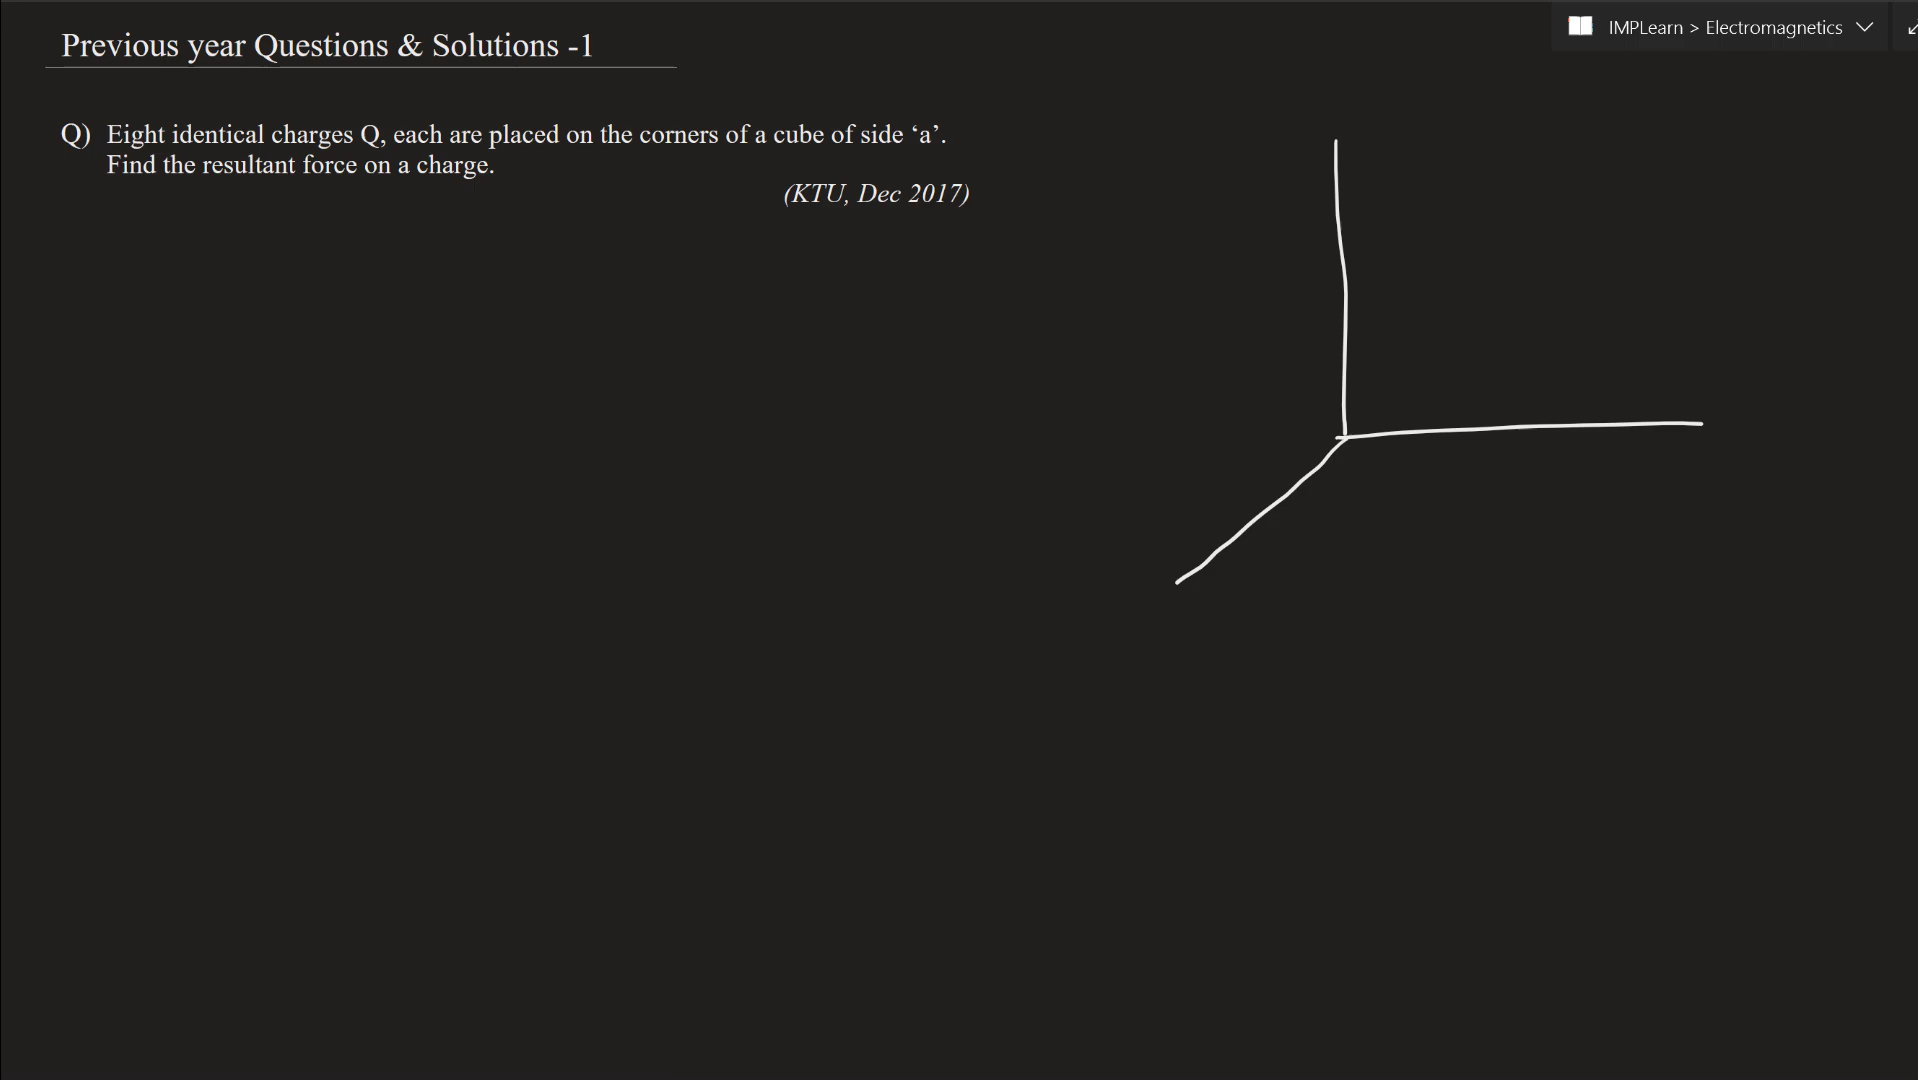 IMPLearn > Electromagnetics
Previous year Questions & Solutions -1
Q) Eight identical charges Q, each are placed on the corners of a cube of side ‘a’.
Find the resultant force on a charge.
(KTU, Dec 2017)